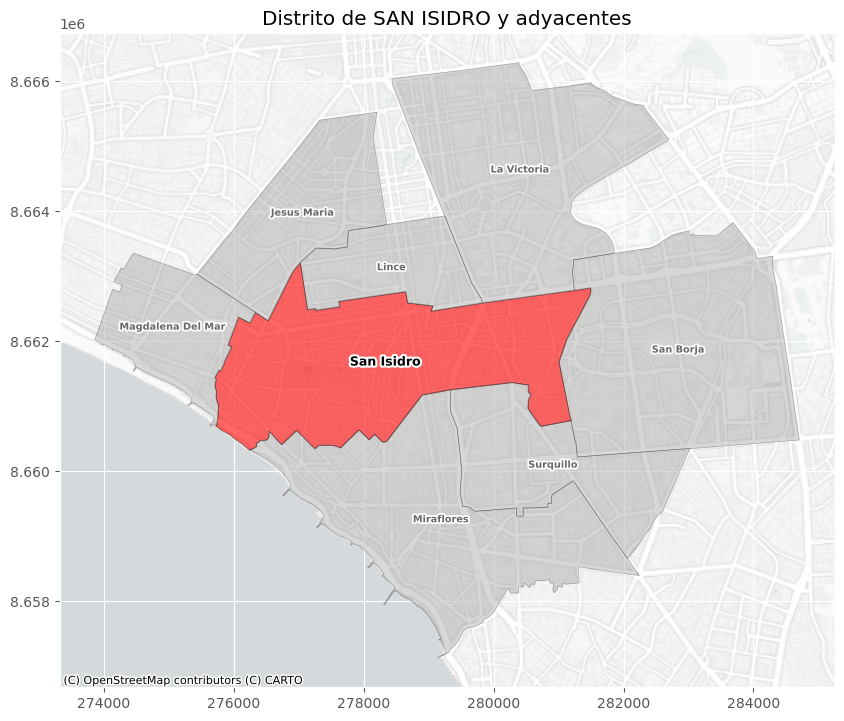 Distrito de SAN ISIDRO y adyacentes
1e6
8.666
8.664
8.662
8.660
8.658
La Victoria
Jesus Maria
Lince
Magdalena Del Mar
San Borja
San Isidro
Surquillo
Miraflores
(C) OpenStreetMap contributors (C) CARTO
274000 276000 278000 280000 282000 284000